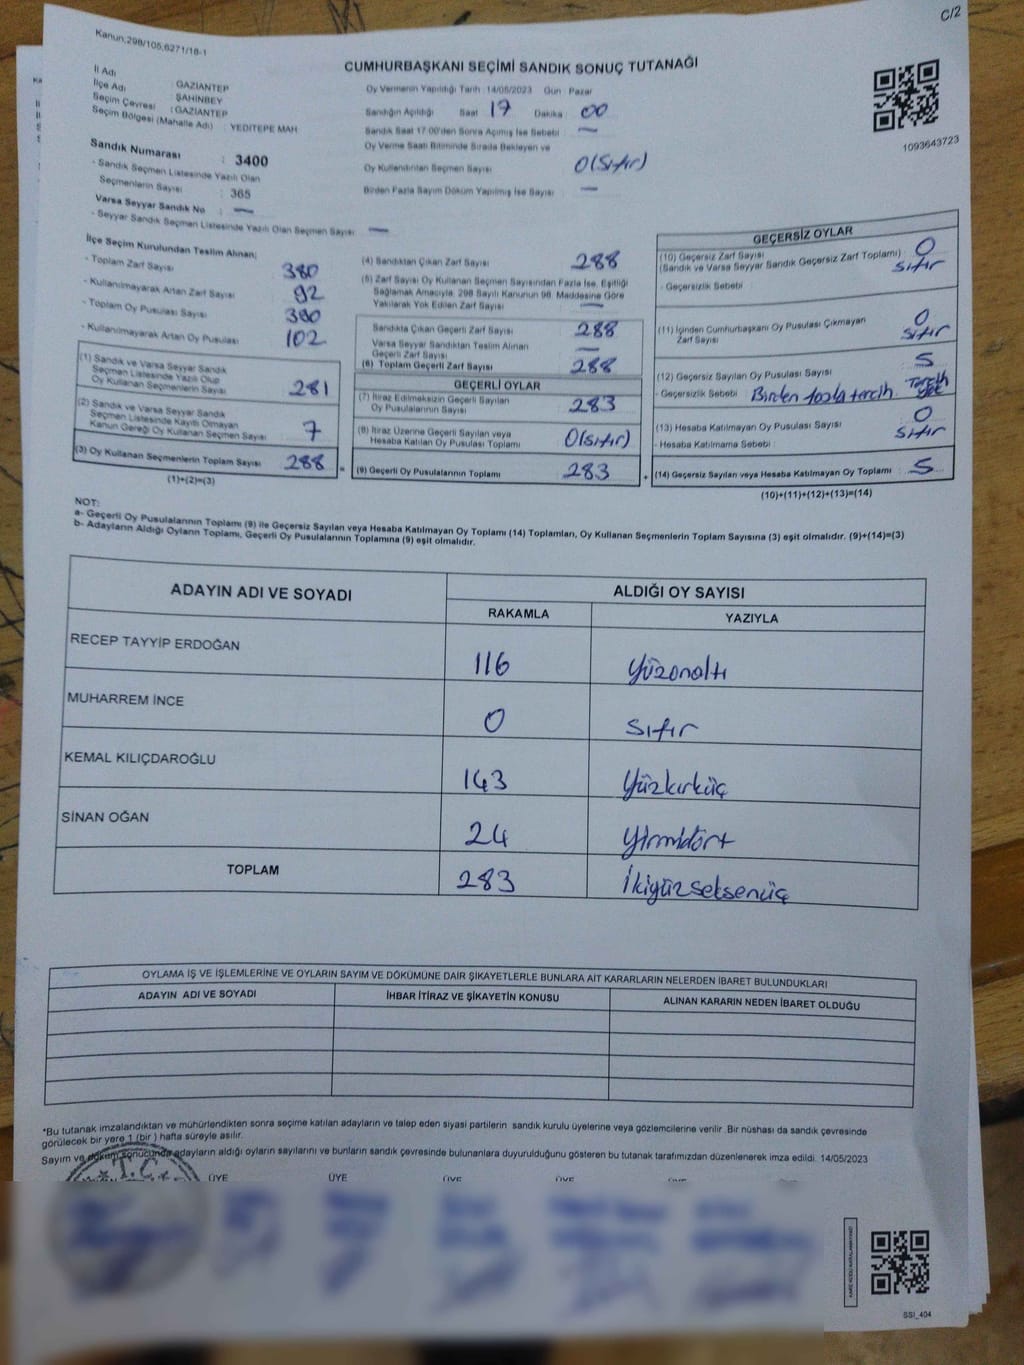 C/2
Kanun;298/105,6271/18-1
CUMHURBAŞKANI SEÇİMİ SANDIK SONUÇ TUTANAĞI
İl Adı : GAZİANTEP
İlçe Adı : ŞAHİNBEY
Seçim Çevresi : GAZİANTEP
Seçim Bölgesi (Mahalle Adı) : YEDİTEPE MAH
Oy Vermenin Yapıldığı Tarih :14/05/2023 Gün : Pazar
Sandığın Açıldığı Saat : 17 Dakika : 00
Sandık Saat 17:00'den Sonra Açılmış İse Sebebi : —
Oy Verme Saati Bitiminde Sırada Bekleyen ve
Oy Kullandırılan Seçmen Sayısı : 0(Sıfır)
Birden Fazla Sayım Döküm Yapılmış İse Sayısı : —
1093643723
Sandık Numarası : 3400
- Sandık Seçmen Listesinde Yazılı Olan
Seçmenlerin Sayısı : 365
Varsa Seyyar Sandık No : —
- Seyyar Sandık Seçmen Listesinde Yazılı Olan Seçmen Sayısı : —
İlçe Seçim Kurulundan Teslim Alınan;
- Toplam Zarf Sayısı : 380
- Kullanılmayarak Artan Zarf Sayısı : 92
- Toplam Oy Pusulası Sayısı : 390
- Kullanılmayarak Artan Oy Pusulası : 102
(1) Sandık ve Varsa Seyyar Sandık
Seçmen Listesinde Yazılı Olup
Oy Kullanan Seçmenlerin Sayısı : 281
(2) Sandık ve Varsa Seyyar Sandık
Seçmen Listesinde Kayıtlı Olmayan
Kanun Gereği Oy Kullanan Seçmen Sayısı : 7
(3) Oy Kullanan Seçmenlerin Toplam Sayısı : 288
(1)+(2)=(3)
(4) Sandıktan Çıkan Zarf Sayısı : 288
(5) Zarf Sayısı Oy Kullanan Seçmen Sayısından Fazla İse, Eşitliği
Sağlamak Amacıyla, 298 Sayılı Kanunun 98. Maddesine Göre
Yakılarak Yok Edilen Zarf Sayısı : —
Sandıkta Çıkan Geçerli Zarf Sayısı : 288
Varsa Seyyar Sandıktan Teslim Alınan
Geçerli Zarf Sayısı : —
(6) Toplam Geçerli Zarf Sayısı : 288
GEÇERLİ OYLAR
(7) İtiraz Edilmeksizin Geçerli Sayılan
Oy Pusulalarının Sayısı : 283
(8) İtiraz Üzerine Geçerli Sayılan veya
Hesaba Katılan Oy Pusulası Toplamı : 0(sıfır)
= (9) Geçerli Oy Pusulalarının Toplamı : 283
GEÇERSİZ OYLAR
(10) Geçersiz Zarf Sayısı : 0
(Sandık ve Varsa Seyyar Sandık Geçersiz Zarf Toplamı) sıfır
- Geçersizlik Sebebi :
(11) İçinden Cumhurbaşkanı Oy Pusulası Çıkmayan : 0
Zarf Sayısı sıfır
(12) Geçersiz Sayılan Oy Pusulası Sayısı : 5
- Geçersizlik Sebebi : Birden fazla tercih. Tercih yok
(13) Hesaba Katılmayan Oy Pusulası Sayısı : 0
- Hesaba Katılmama Sebebi : sıfır
+ (14) Geçersiz Sayılan veya Hesaba Katılmayan Oy Toplamı : 5
(10)+(11)+(12)+(13)=(14)
NOT:
a- Geçerli Oy Pusulalarının Toplamı (9) ile Geçersiz Sayılan veya Hesaba Katılmayan Oy Toplamı (14) Toplamları, Oy Kullanan Seçmenlerin Toplam Sayısına (3) eşit olmalıdır. (9)+(14)=(3)
b- Adayların Aldığı Oyların Toplamı, Geçerli Oy Pusulalarının Toplamına (9) eşit olmalıdır.
ADAYIN ADI VE SOYADI ALDIĞI OY SAYISI
RAKAMLA YAZIYLA
RECEP TAYYİP ERDOĞAN 116 yüzonaltı
MUHARREM İNCE 0 sıfır
KEMAL KILIÇDAROĞLU 143 yüzkırküç
SİNAN OĞAN 24 yirmidört
TOPLAM 283 İkiyüzseksenüç
OYLAMA İŞ VE İŞLEMLERİNE VE OYLARIN SAYIM VE DÖKÜMÜNE DAİR ŞİKAYETLERLE BUNLARA AİT KARARLARIN NELERDEN İBARET BULUNDUKLARI
ADAYIN ADI VE SOYADI İHBAR İTİRAZ VE ŞİKAYETİN KONUSU ALINAN KARARIN NEDEN İBARET OLDUĞU
*Bu tutanak imzalandıktan ve mühürlendikten sonra seçime katılan adayların ve talep eden siyasi partilerin sandık kurulu üyelerine veya gözlemcilerine verilir. Bir nüshası da sandık çevresinde
görülecek bir yere 1 (bir ) hafta süreyle asılır.
Sayım ve döküm sonucunda adayların aldığı oyların sayılarını ve bunların sandık çevresinde bulunanlara duyurulduğunu gösteren bu tutanak tarafımızdan düzenlenerek imza edildi. 14/05/2023
T.C.
ÜYE ÜYE ÜYE ÜYE
SSI_404